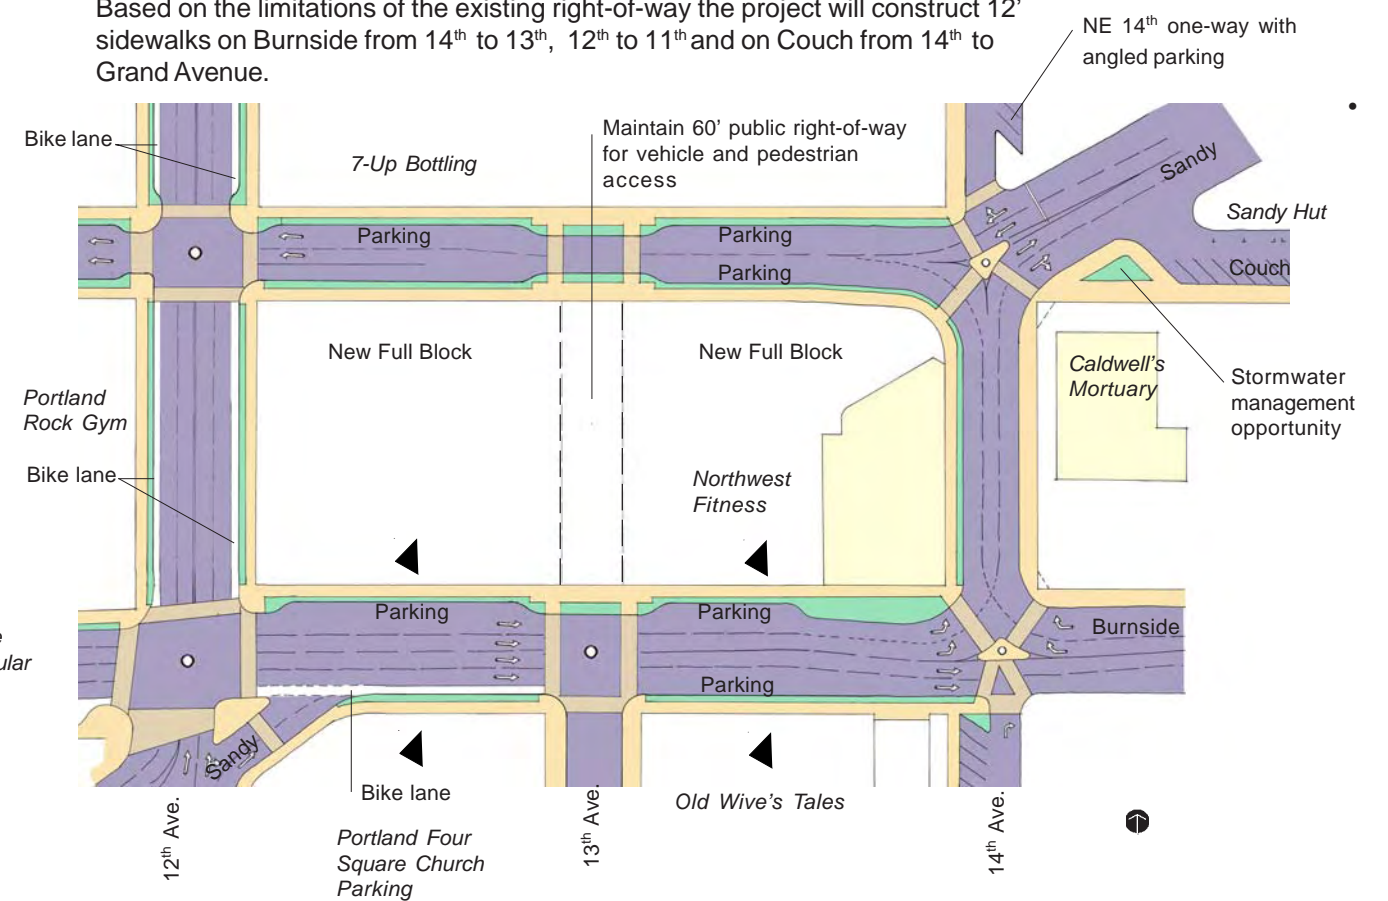 Based on the limitations of the existing right-of-way the project will construct 12’
sidewalks on Burnside from 14th to 13th, 12th to 11th and on Couch from 14th to
Grand Avenue.
NE 14th one-way with
angled parking
•
Bike lane
7-Up Bottling
Maintain 60’ public right-of-way
for vehicle and pedestrian
access
Sandy
Sandy Hut
Parking
Parking
Parking
Couch
New Full Block
New Full Block
Caldwell’s
Mortuary
Stormwater
management
opportunity
Portland
Rock Gym
Bike lane
Northwest
Fitness
Parking
Parking
Burnside
Parking
ular
Sandy
Bike lane
Old Wive’s Tales
Portland Four
Square Church
Parking
12th Ave.
13th Ave.
14th Ave.